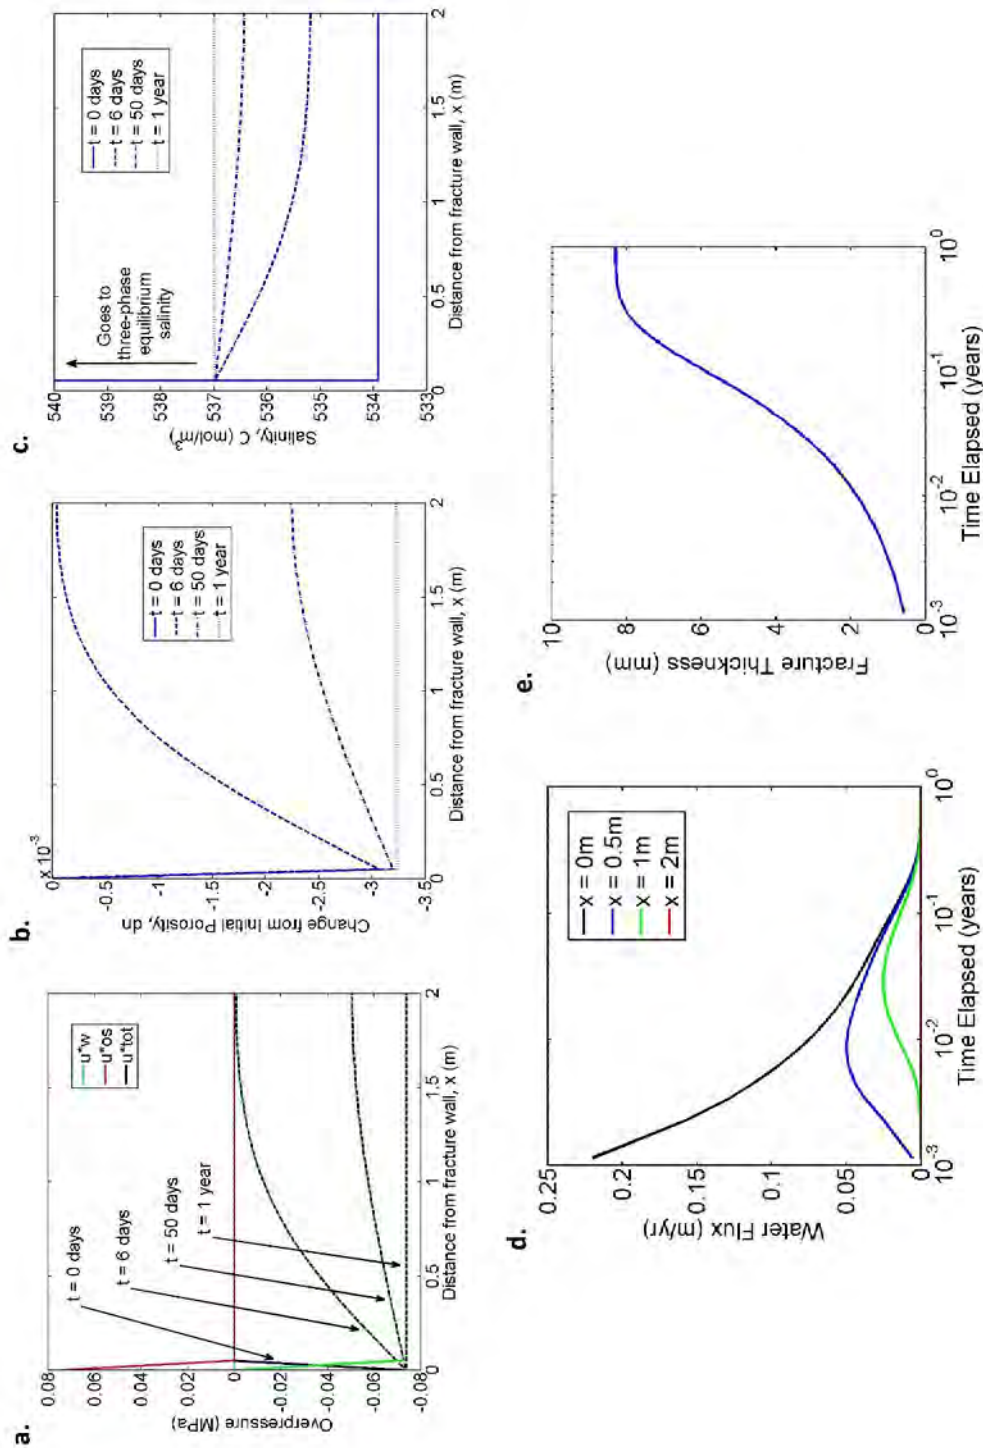 a.
0.08
0.06
0.04
0.02
0
-0.02
-0.04
-0.06
-0.08
Overpressure (MPa)
u*w
u*os
u*tot
t = 0 days
t = 6 days
t = 50 days
t = 1 year
0
0.5
1
1.5
2
Distance from fracture wall, x (m)
b.
x 10^-3
0
-0.5
-1
-1.5
-2
-2.5
-3
-3.5
Change from Initial Porosity, dn
t = 0 days
t = 6 days
t = 50 days
t = 1 year
0
0.5
1
1.5
2
Distance from fracture wall, x (m)
c.
540
539
538
537
536
535
534
533
Salinity, C (mol/m³)
Goes to
three-phase
equilibrium
salinity
t = 0 days
t = 6 days
t = 50 days
t = 1 year
0
0.5
1
1.5
2
Distance from fracture wall, x (m)
d.
0.25
0.2
0.15
0.1
0.05
0
Water Flux (m/yr)
x = 0m
x = 0.5m
x = 1m
x = 2m
10^-3
10^-2
10^-1
10^0
Time Elapsed (years)
e.
10
8
6
4
2
0
Fracture Thickness (mm)
10^-3
10^-2
10^-1
10^0
Time Elapsed (years)